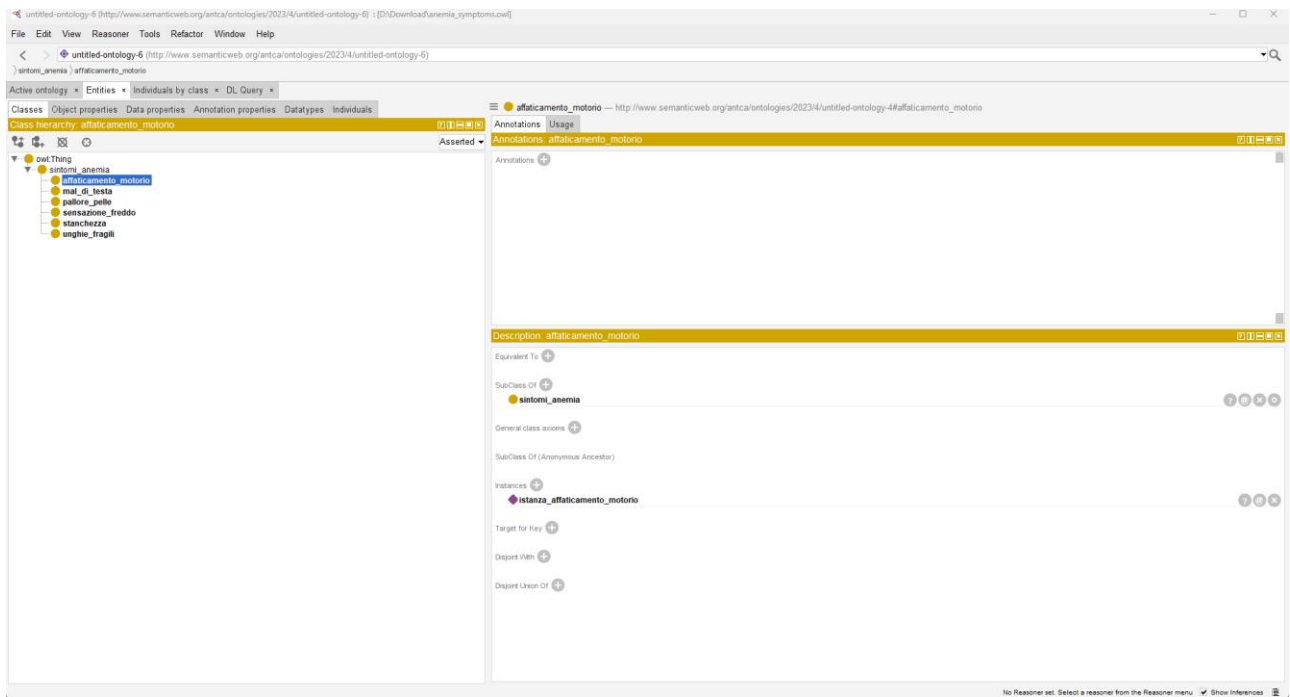 untitled-ontology-6 (http://www.semanticweb.org/antca/ontologies/2023/4/untitled-ontology-6) : [D:\Download\anemia_symptoms.owl]
File Edit View Reasoner Tools Refactor Window Help
untitled-ontology-6 (http://www.semanticweb.org/antca/ontologies/2023/4/untitled-ontology-6)
sintomi_anemia affaticamento_motorio
Active ontology Entities Individuals by class DL Query
Classes Object properties Data properties Annotation properties Datatypes Individuals
Class hierarchy: affaticamento_motorio
Asserted
owl:Thing
sintomi_anemia
affaticamento_motorio
mal_di_testa
pallore_pelle
sensazione_freddo
stanchezza
unghie_fragili
affaticamento_motorio — http://www.semanticweb.org/antca/ontologies/2023/4/untitled-ontology-4#affaticamento_motorio
Annotations Usage
Annotations: affaticamento_motorio
Annotations
Description: affaticamento_motorio
Equivalent To
SubClass Of
sintomi_anemia
General class axioms
SubClass Of (Anonymous Ancestor)
Instances
istanza_affaticamento_motorio
Target for Key
Disjoint With
Disjoint Union Of
No Reasoner set. Select a reasoner from the Reasoner menu Show Inferences